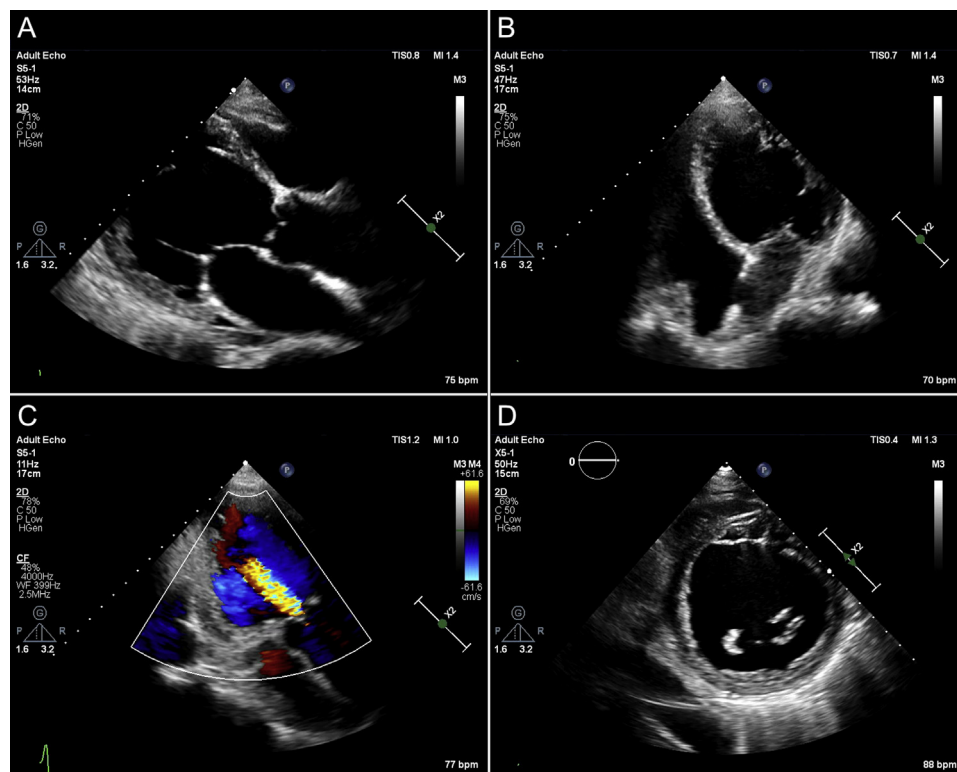 A
Adult Echo
TIS0.8 MI 1.4
S5-1
53Hz
14cm
M3
2D
71%
C 50
P Low
HGen
P
X2
G
P R
1.6 3.2
75 bpm
B
Adult Echo
TIS0.7 MI 1.4
S5-1
47Hz
17cm
M3
2D
75%
C 50
P Low
HGen
P
X2
G
P R
1.6 3.2
70 bpm
C
Adult Echo
TIS1.2 MI 1.0
S5-1
11Hz
17cm
M3 M4
+61.6
2D
78%
C 50
P Low
HGen
CF
48%
4000Hz
WF 399Hz
2.5MHz
-61.6
cm/s
P
X2
G
P R
1.6 3.2
77 bpm
D
Adult Echo
TIS0.4 MI 1.3
X5-1
50Hz
15cm
0
M3
2D
69%
C 50
P Low
HGen
P
X2
G
P R
1.6 3.2
88 bpm